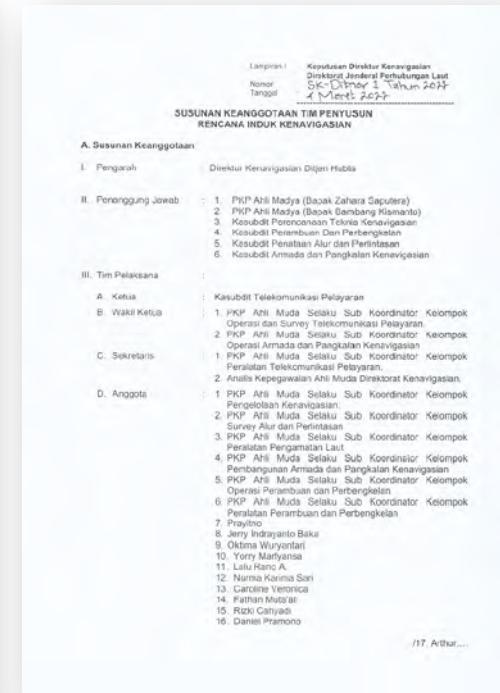 Lampiran I Keputusan Direktur Kenavigasian
Direktorat Jenderal Perhubungan Laut
Nomor SK-Ditnav 1 Tahun
Tanggal Maret
SUSUNAN KEANGGOTAAN TIM PENYUSUN
RENCANA INDUK KENAVIGASIAN
A. Susunan Keanggotaan
I. Pengarah : Direktur Kenavigasian Ditjen Hubla
II. Penanggung Jawab : 1. PKP Ahli Madya (Bapak Zahara Saputera)
2. PKP Ahli Madya (Bapak Bambang Kismanto)
3. Kasubdit Perencanaan Teknis Kenavigasian
4. Kasubdit Perambuan Dan Perbengkelan
5. Kasubdit Penataan Alur dan Perlintasan
6. Kasubdit Armada dan Pangkalan Kenavigasian
III. Tim Pelaksana :
A. Ketua : Kasubdit Telekomunikasi Pelayaran
B. Wakil Ketua : 1. PKP Ahli Muda Selaku Sub Koordinator Kelompok
Operasi dan Survey Telekomunikasi Pelayaran.
2. PKP Ahli Muda Selaku Sub Koordinator Kelompok
Operasi Armada dan Pangkalan Kenavigasian
C. Sekretaris : 1. PKP Ahli Muda Selaku Sub Koordinator Kelompok
Peralatan Telekomunikasi Pelayaran.
2. Analis Kepegawaian Ahli Muda Direktorat Kenavigasian.
D. Anggota : 1. PKP Ahli Muda Selaku Sub Koordinator Kelompok
Pengelolaan Kenavigasian.
2. PKP Ahli Muda Selaku Sub Koordinator Kelompok
Survey Alur dan Perlintasan
3. PKP Ahli Muda Selaku Sub Koordinator Kelompok
Peralatan Pengamatan Laut
4. PKP Ahli Muda Selaku Sub Koordinator Kelompok
Pembangunan Armada dan Pangkalan Kenavigasian
5. PKP Ahli Muda Selaku Sub Koordinator Kelompok
Operasi Perambuan dan Perbengkelan
6. PKP Ahli Muda Selaku Sub Koordinator Kelompok
Peralatan Perambuan dan Perbengkelan
7. Prayitno
8. Jerry Indrayanto Baka
9. Oktima Wuryantari
10. Yorry Martyansa
11. Lalu Rano A.
12. Nurma Karima Sari
13. Caroline Veronica
14. Fathan Muta'ali
15. Rizki Cahyadi
16. Daniel Pramono
/17. Arthur....